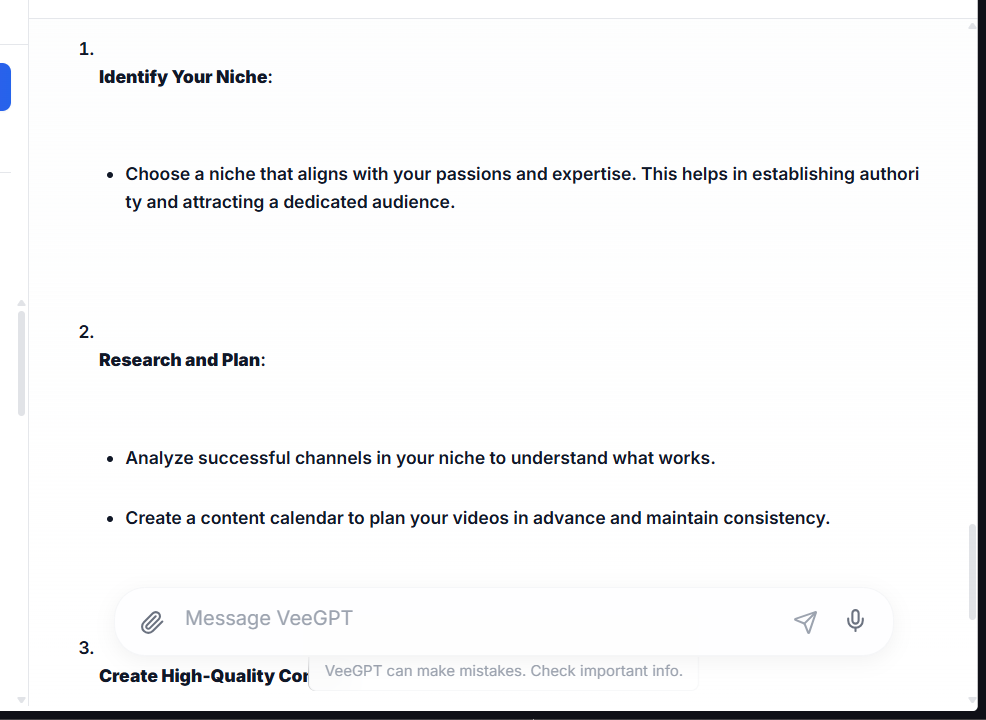 1.
Identify Your Niche:
• Choose a niche that aligns with your passions and expertise. This helps in establishing authori
ty and attracting a dedicated audience.
2.
Research and Plan:
• Analyze successful channels in your niche to understand what works.
• Create a content calendar to plan your videos in advance and maintain consistency.
Message VeeGPT
3.
Create High-Quality
VeeGPT can make mistakes. Check important info.